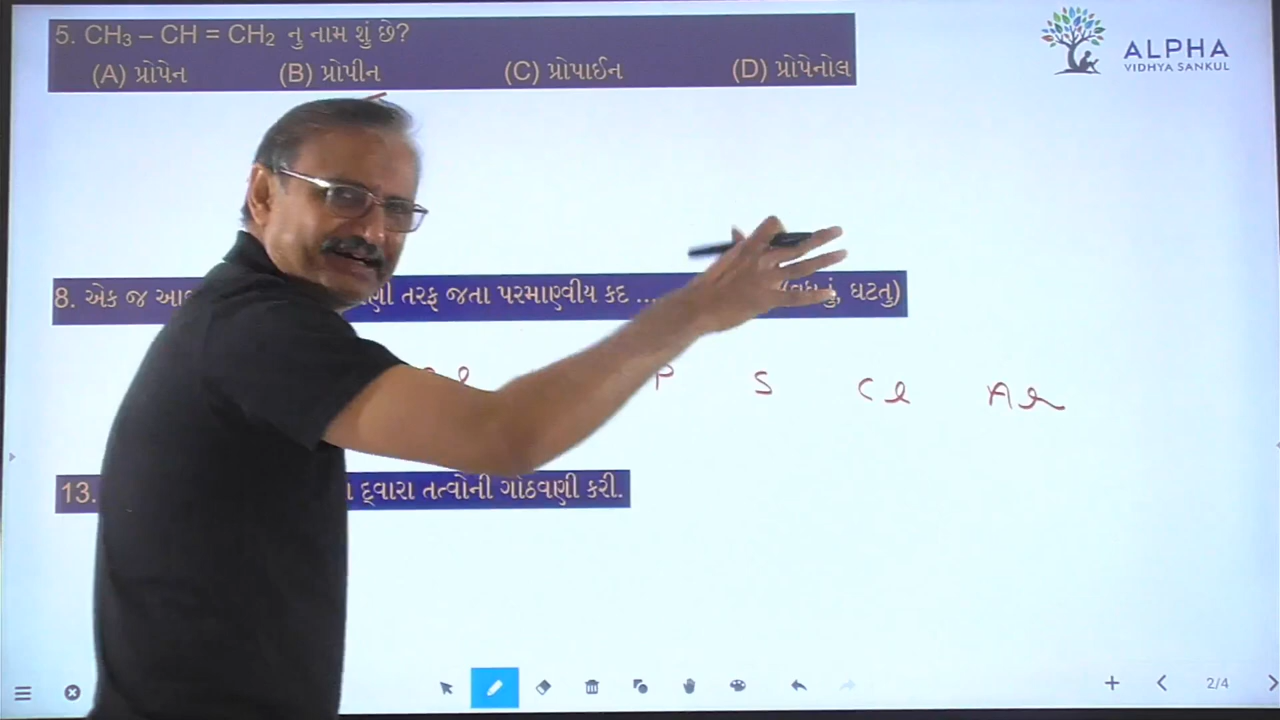 5. CH₃ – CH = CH₂ નુ નામ શું છે?
(A) પ્રોપેન (B) પ્રોપીન (C) પ્રોપાઈન (D) પ્રોપેનોલ
ALPHA
VIDHYA SANKUL
8. એક જ તરફ જતા પરમાણ્વીય કદ ... ઘટતુ)
P S Cl Ar
13. દ્વારા તત્વોની ગોઠવણી કરી.
2/4